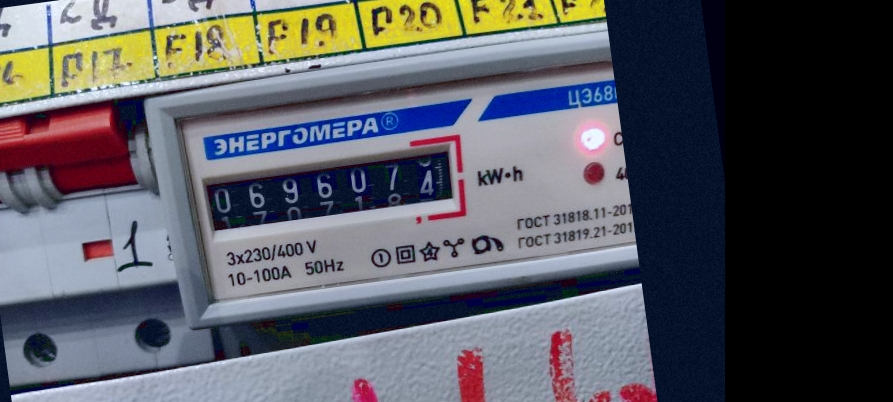 F17 F18 F19 F20 F21
ЭНЕРГОМЕРА®
ЦЭ68
0696074
kW•h
3x230/400 V
10-100A 50Hz
ГОСТ 31818.11-201
ГОСТ 31819.21-201
1